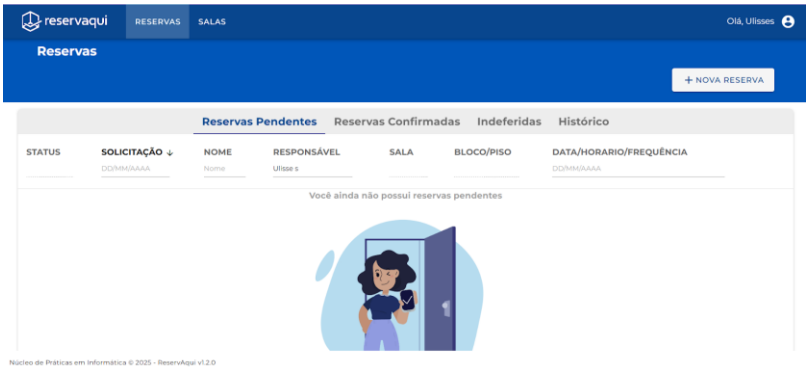 reservaqui RESERVAS SALAS Olá, Ulisses
Reservas
+ NOVA RESERVA
Reservas Pendentes Reservas Confirmadas Indeferidas Histórico
STATUS SOLICITAÇÃO ↓ NOME RESPONSÁVEL SALA BLOCO/PISO DATA/HORARIO/FREQUÊNCIA
DD/MM/AAAA Nome Ulisse s DD/MM/AAAA
Você ainda não possui reservas pendentes
Núcleo de Práticas em Informática © 2025 - ReservAqui v1.2.0